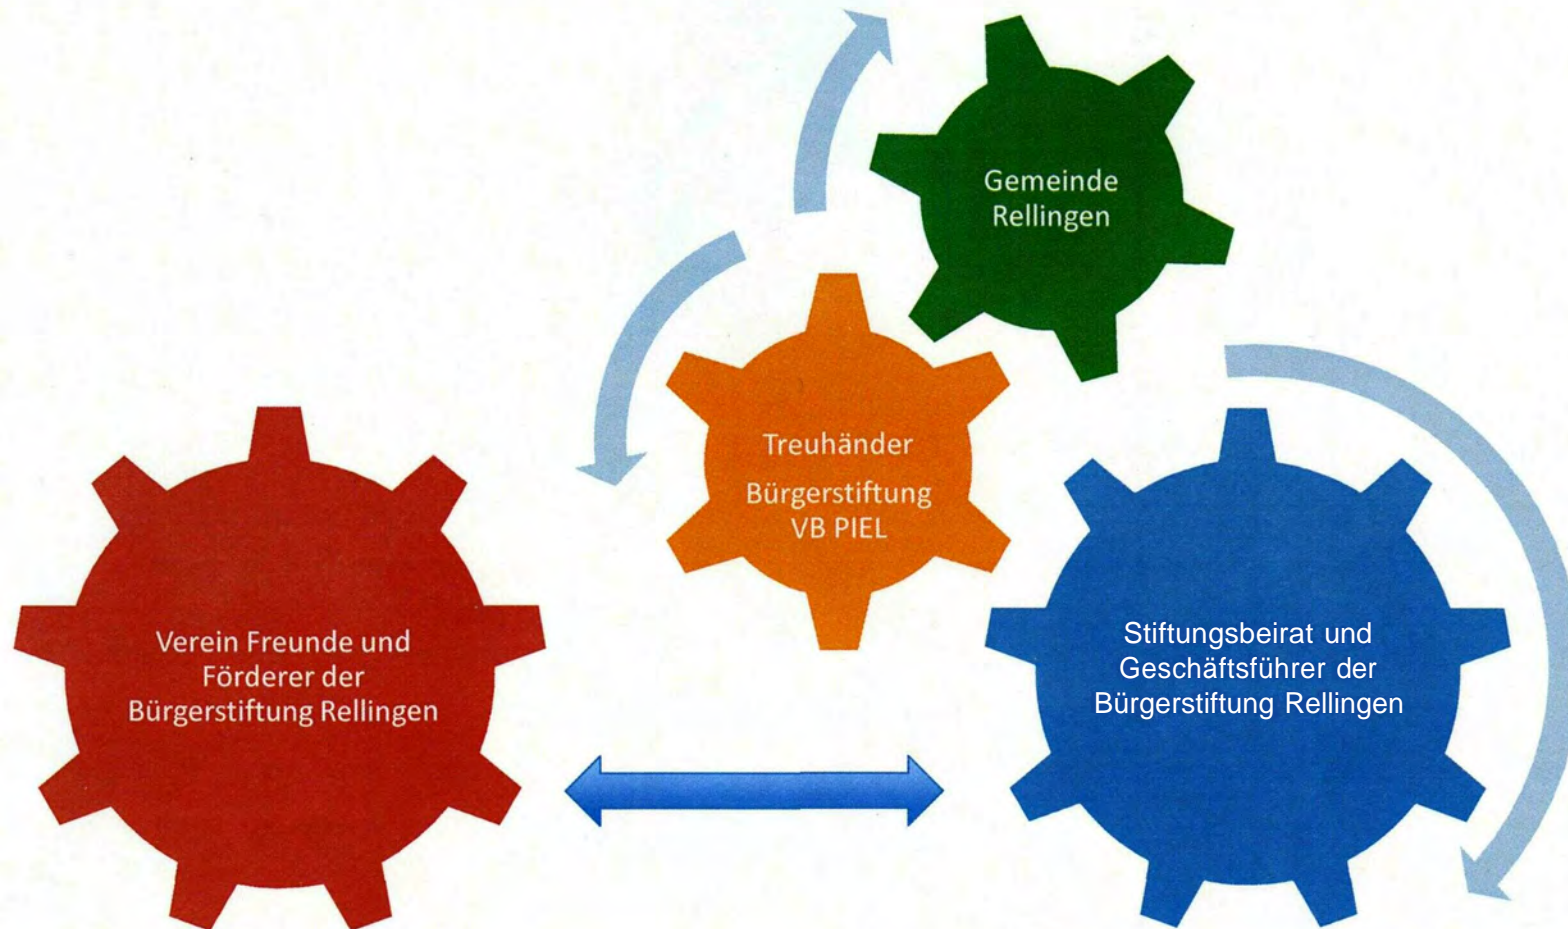 Gemeinde
Rellingen
Treuhänder
Bürgerstiftung
VB PIEL
Verein Freunde und
Förderer der
Bürgerstiftung Rellingen
Stiftungsbeirat und
Geschäftsführer der
Bürgerstiftung Rellingen